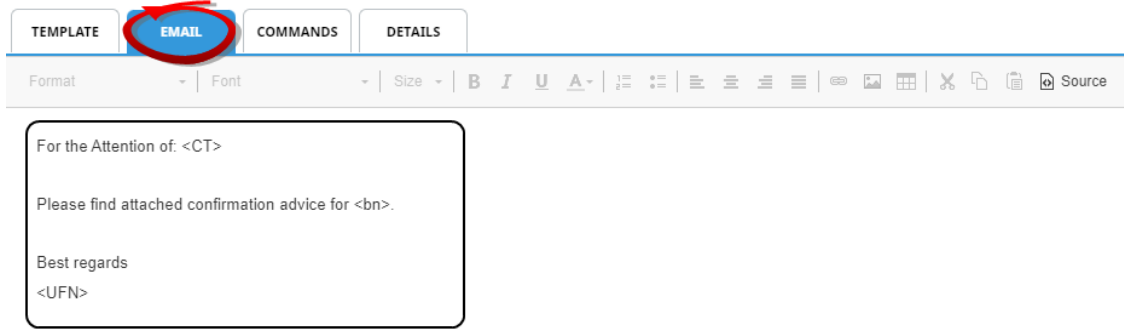 TEMPLATE EMAIL COMMANDS DETAILS
Format Font Size B I U A Source
For the Attention of: <CT>
Please find attached confirmation advice for <bn>.
Best regards
<UFN>